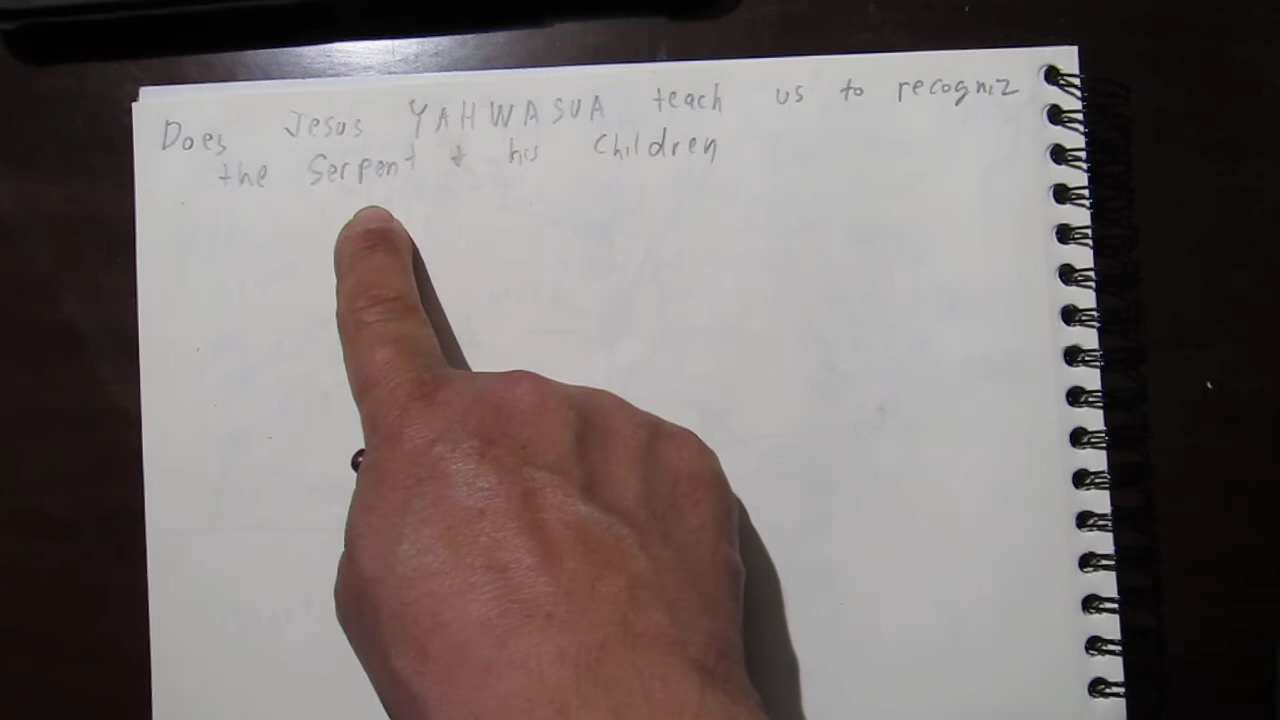 Does Jesus YAHWASUA teach us to recogniz
the Serpent & his Children